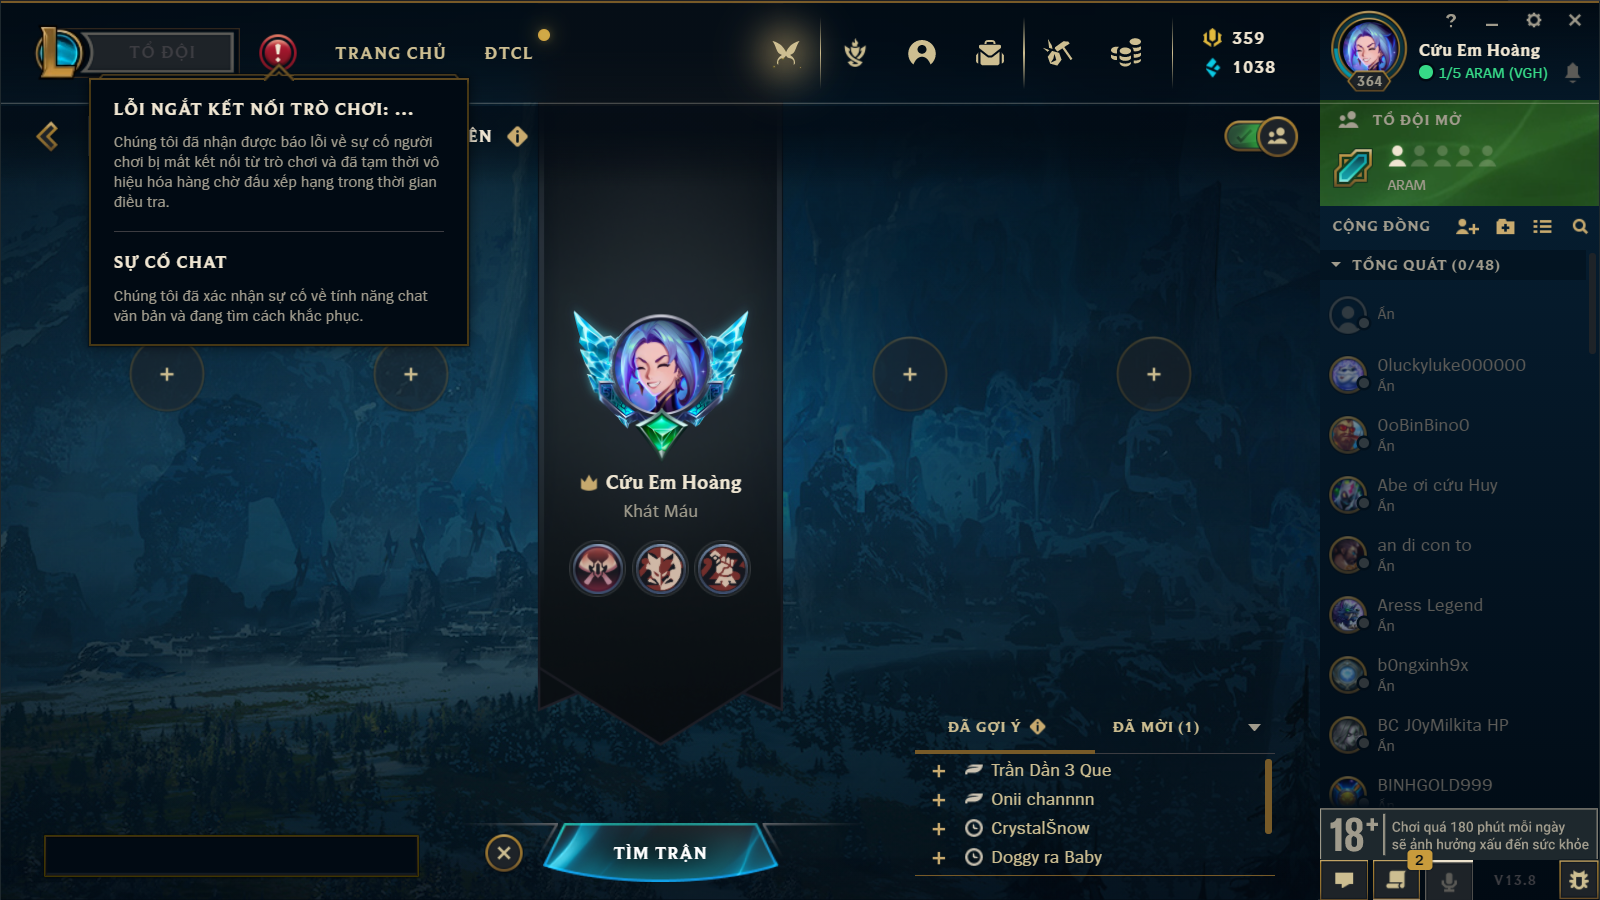 TỔ ĐỘI
TRANG CHỦ
ĐTCL
359
1038
364
Cứu Em Hoàng
1/5 ARAM (VGH)
LỖI NGẮT KẾT NỐI TRÒ CHƠI: ...
Chúng tôi đã nhận được báo lỗi về sự cố người
chơi bị mất kết nối từ trò chơi và đã tạm thời vô
hiệu hóa hàng chờ đấu xếp hạng trong thời gian
điều tra.
SỰ CỐ CHAT
Chúng tôi đã xác nhận sự cố về tính năng chat
văn bản và đang tìm cách khắc phục.
ÊN
Cứu Em Hoàng
Khát Máu
TỔ ĐỘI MỞ
ARAM
CỘNG ĐỒNG
TỔNG QUÁT (0/48)
Ẩn
0luckyluke000000
Ẩn
0oBinBino0
Ẩn
Abe ơi cứu Huy
Ẩn
an di con to
Ẩn
Aress Legend
Ẩn
b0ngxinh9x
Ẩn
BC J0yMilkita HP
Ẩn
BINHGOLD999
Ẩn
ĐÃ GỢI Ý
ĐÃ MỜI (1)
Trần Dần 3 Que
Onii channnn
CrystalŠnow
Doggy ra Baby
TÌM TRẬN
18+
Chơi quá 180 phút mỗi ngày
sẽ ảnh hưởng xấu đến sức khỏe
2
V13.8